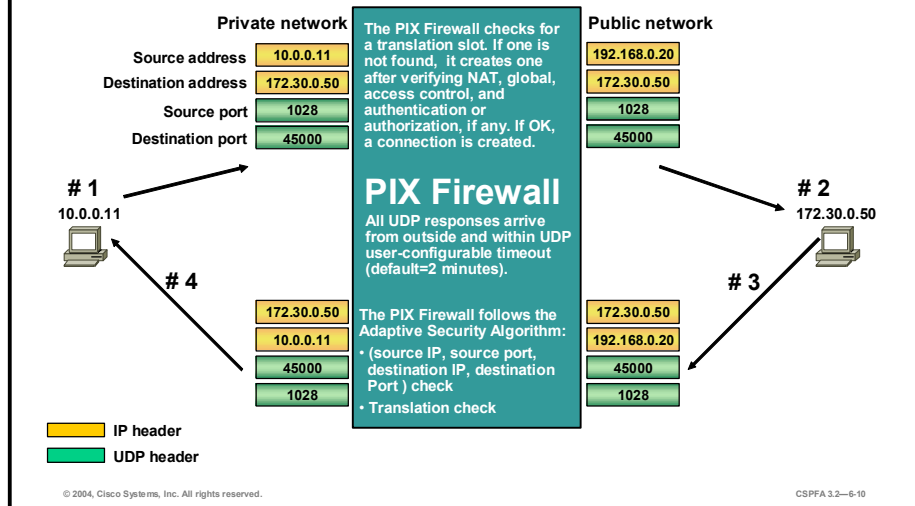 Private network
Source address
10.0.0.11
Destination address
172.30.0.50
Source port
1028
Destination port
45000
The PIX Firewall checks for
a translation slot. If one is
not found, it creates one
after verifying NAT, global,
access control, and
authentication or
authorization, if any. If OK,
a connection is created.
Public network
192.168.0.20
172.30.0.50
1028
45000
# 1
10.0.0.11
PIX Firewall
All UDP responses arrive
from outside and within UDP
user-configurable timeout
(default=2 minutes).
# 2
172.30.0.50
# 4
# 3
172.30.0.50
10.0.0.11
45000
1028
The PIX Firewall follows the
Adaptive Security Algorithm:
• (source IP, source port,
destination IP, destination
Port ) check
• Translation check
172.30.0.50
192.168.0.20
45000
1028
IP header
UDP header
© 2004, Cisco Systems, Inc. All rights reserved.
CSPFA 3.2—6-10